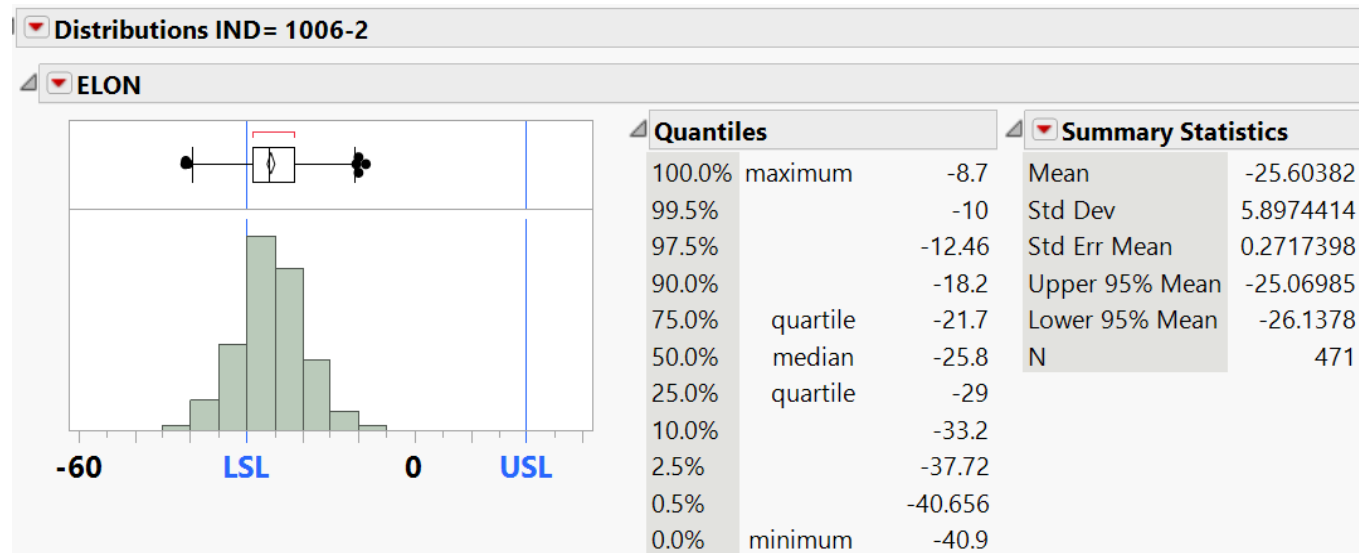 Distributions IND= 1006-2
ELON
-60 LSL 0 USL
Quantiles
100.0% maximum -8.7
99.5% -10
97.5% -12.46
90.0% -18.2
75.0% quartile -21.7
50.0% median -25.8
25.0% quartile -29
10.0% -33.2
2.5% -37.72
0.5% -40.656
0.0% minimum -40.9
Summary Statistics
Mean -25.60382
Std Dev 5.8974414
Std Err Mean 0.2717398
Upper 95% Mean -25.06985
Lower 95% Mean -26.1378
N 471